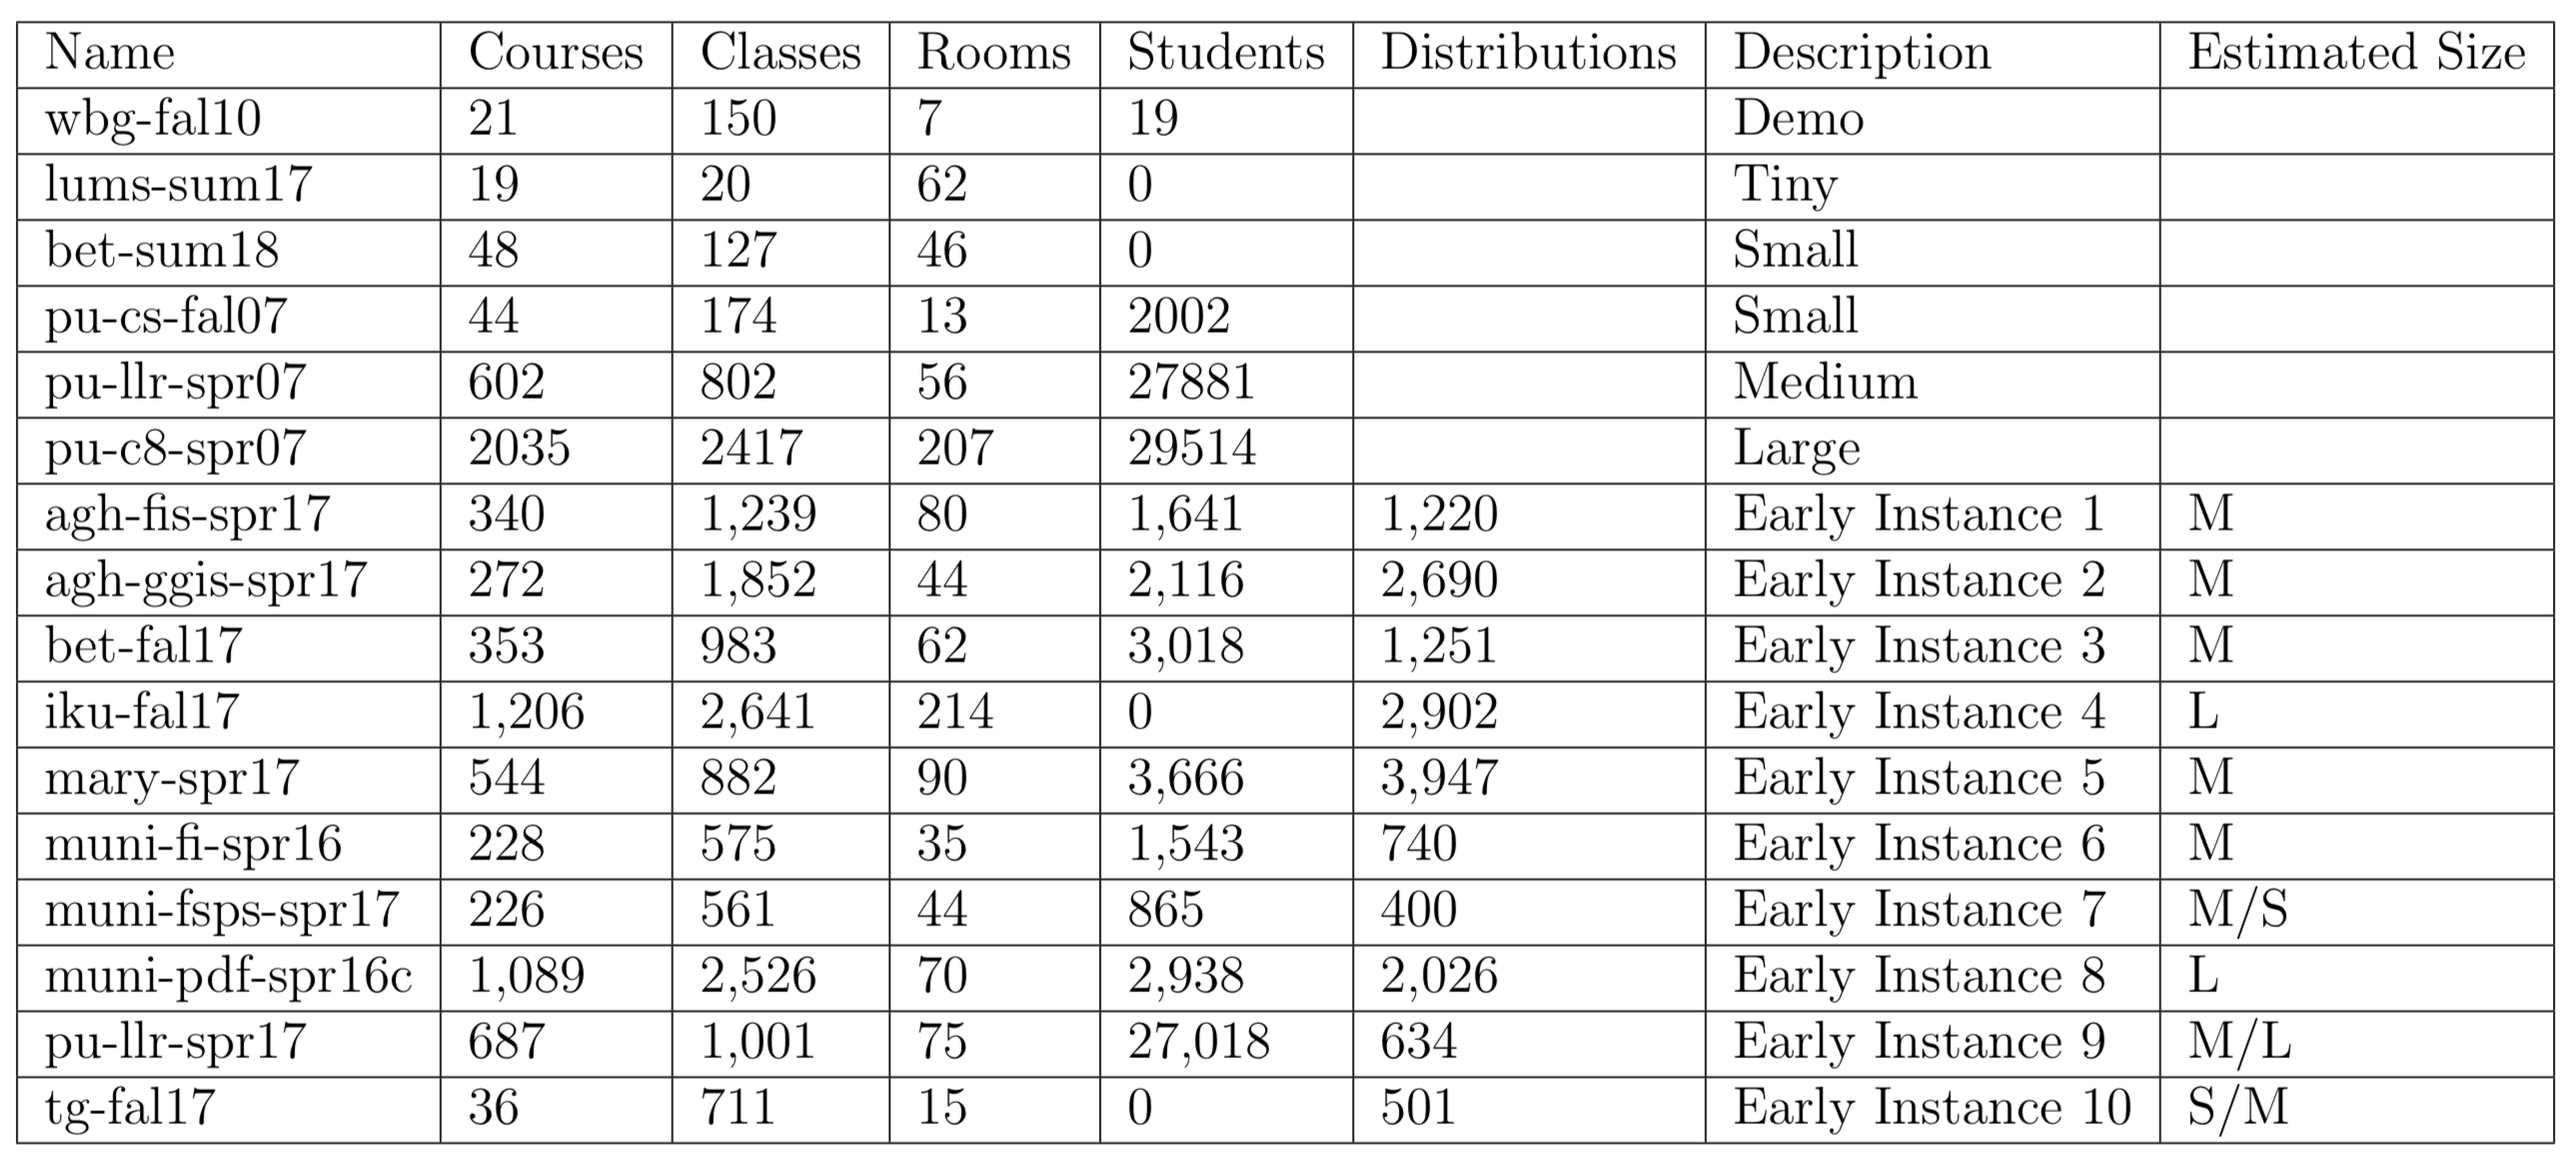 Name Courses Classes Rooms Students Distributions Description Estimated Size
wbg-fal10 21 150 7 19 Demo
lums-sum17 19 20 62 0 Tiny
bet-sum18 48 127 46 0 Small
pu-cs-fal07 44 174 13 2002 Small
pu-llr-spr07 602 802 56 27881 Medium
pu-c8-spr07 2035 2417 207 29514 Large
agh-fis-spr17 340 1,239 80 1,641 1,220 Early Instance 1 M
agh-ggis-spr17 272 1,852 44 2,116 2,690 Early Instance 2 M
bet-fal17 353 983 62 3,018 1,251 Early Instance 3 M
iku-fal17 1,206 2,641 214 0 2,902 Early Instance 4 L
mary-spr17 544 882 90 3,666 3,947 Early Instance 5 M
muni-fi-spr16 228 575 35 1,543 740 Early Instance 6 M
muni-fsps-spr17 226 561 44 865 400 Early Instance 7 M/S
muni-pdf-spr16c 1,089 2,526 70 2,938 2,026 Early Instance 8 L
pu-llr-spr17 687 1,001 75 27,018 634 Early Instance 9 M/L
tg-fal17 36 711 15 0 501 Early Instance 10 S/M